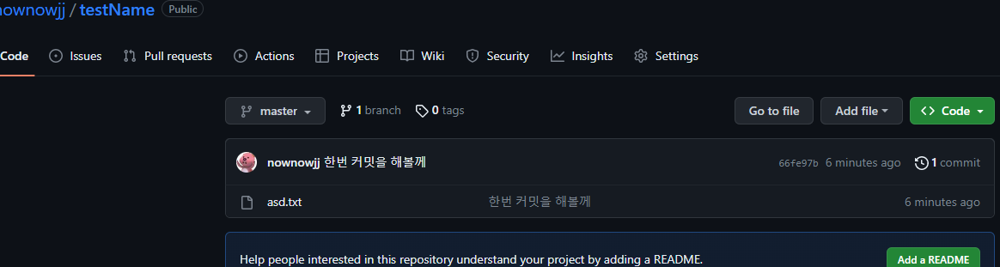 nownowjj / testName Public
Code Issues Pull requests Actions Projects Wiki Security Insights Settings
master 1 branch 0 tags Go to file Add file Code
nownowjj 한번 커밋을 해볼께 66fe97b 6 minutes ago 1 commit
asd.txt 한번 커밋을 해볼께 6 minutes ago
Help people interested in this repository understand your project by adding a README. Add a README